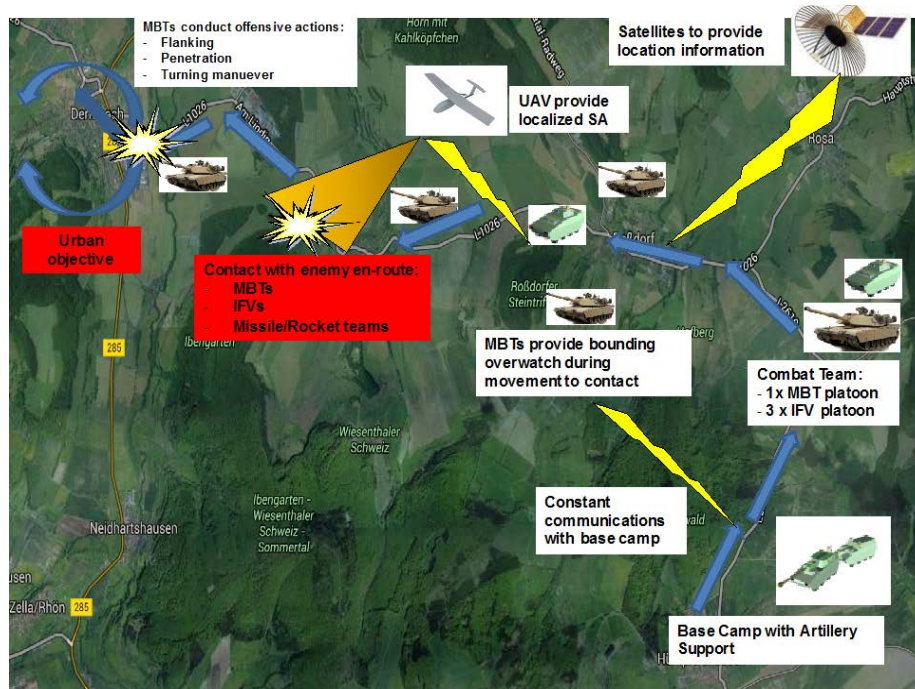 MBTs conduct offensive actions:
- Flanking
- Penetration
- Turning manuever
Horn mit
Kahlköpfchen
Satellites to provide
location information
UAV provide
localized SA
Rosa
L1026
L1026
Urban
objective
Contact with enemy en-route:
- MBTs
- IFVs
- Missile/Rocket teams
Roßdorfer
Ibengarten
285
MBTs provide bounding
overwatch during
movement to contact
Combat Team:
- 1x MBT platoon
- 3 x IFV platoon
Wiesenthaler
Schweiz
Ibengarten -
Wiesenthaler
Schweiz -
Sommertal
Constant
communications
with base camp
Neidhartshausen
Zella/Rhön
285
Base Camp with Artillery
Support